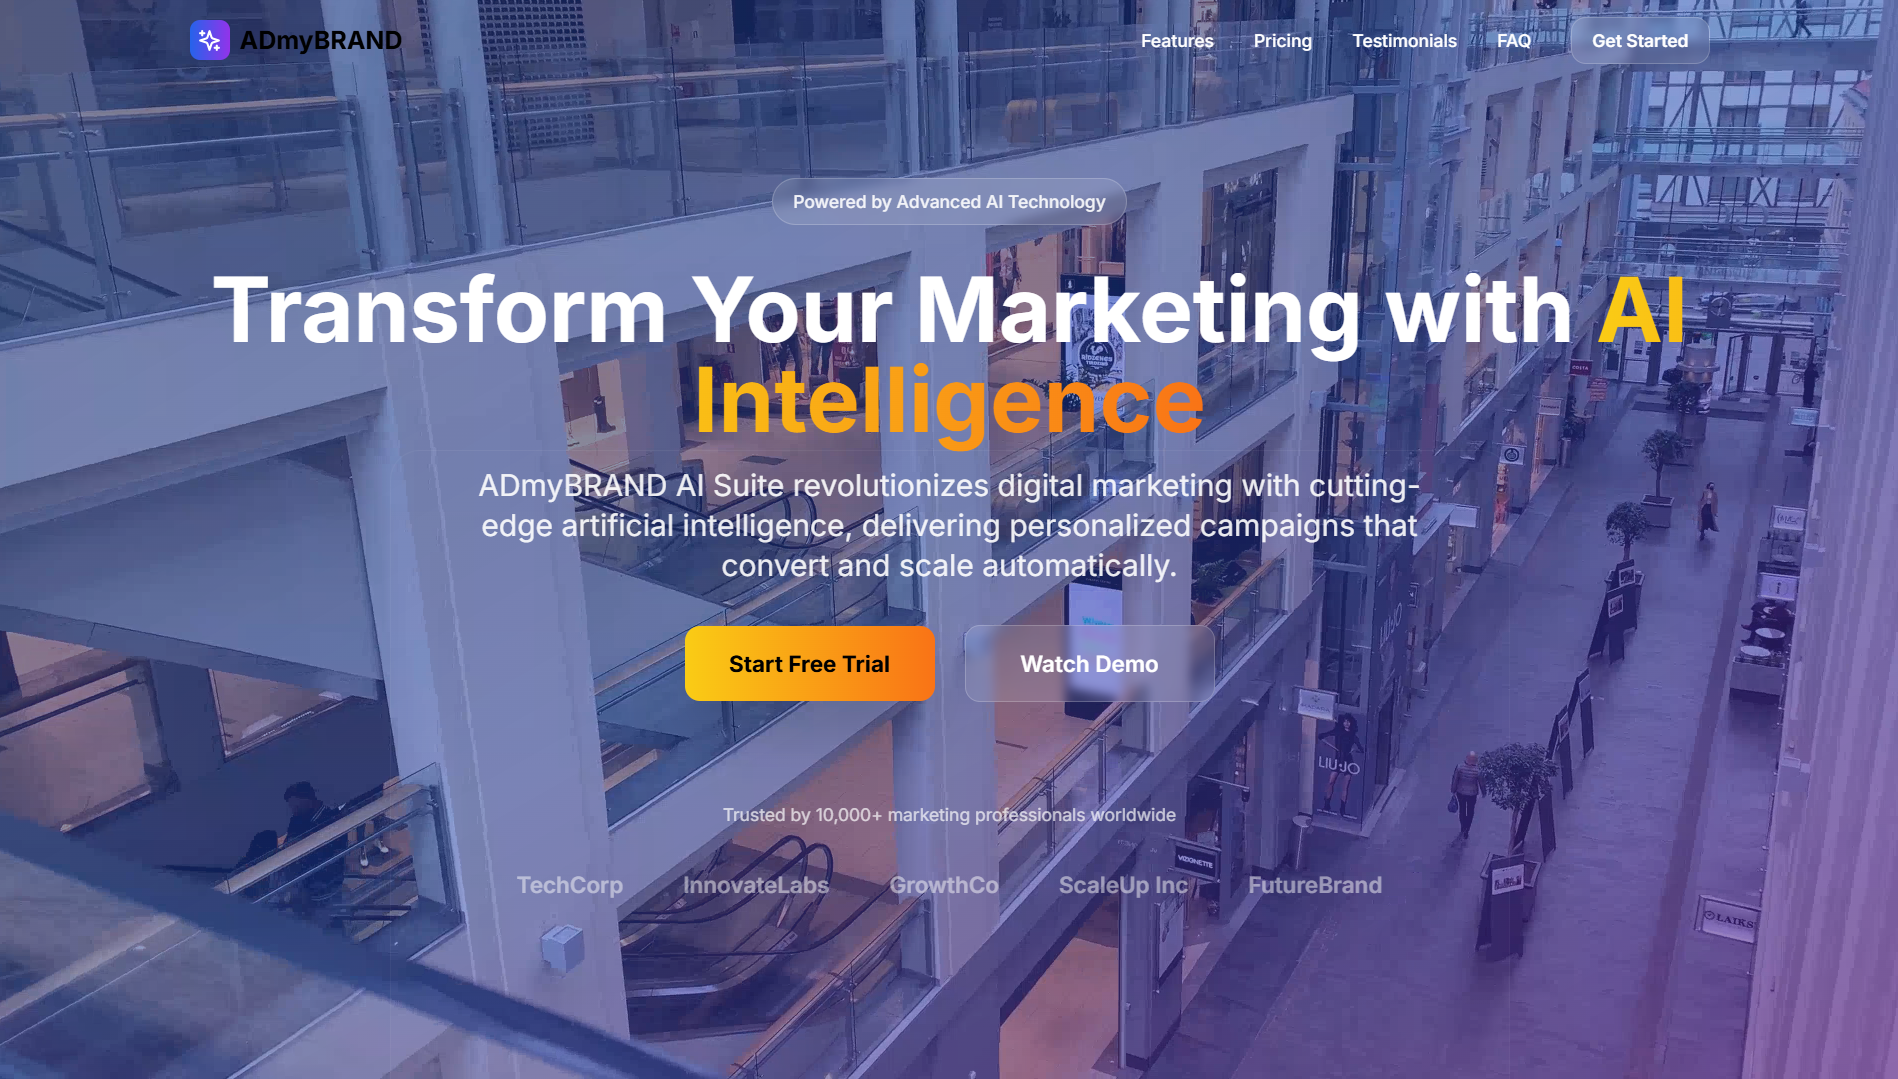 ADmyBRAND
Features
Pricing
Testimonials
FAQ
Get Started
Powered by Advanced AI Technology
Transform Your Marketing with AI
Intelligence
ADmyBRAND AI Suite revolutionizes digital marketing with cutting-
edge artificial intelligence, delivering personalized campaigns that
convert and scale automatically.
Start Free Trial
Watch Demo
LIU·JO
Trusted by 10,000+ marketing professionals worldwide
VIZIONETTE
TechCorp
InnovateLabs
GrowthCo
ScaleUp Inc
FutureBrand
LAIKS